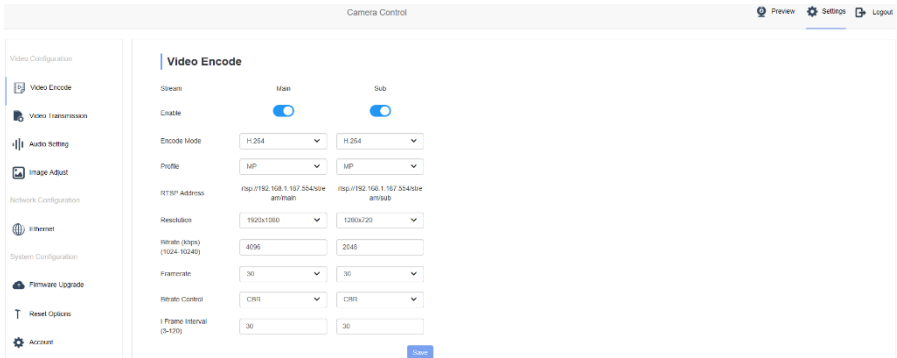 Camera Control
Preview Settings Logout
Video Configuration
Video Encode
Video Transmission
Audio Setting
Image Adjust
Network Configuration
Ethernet
System Configuration
Firmware Upgrade
Reset Options
Account
Video Encode
Stream Main Sub
Enable
Encode Mode H.264 H.264
Profile MP MP
RTSP Address rtsp://192.168.1.167:554/stre rtsp://192.168.1.167:554/stre
am/main am/sub
Resolution 1920x1080 1280x720
Bitrate (kbps) 4096 2048
(1024-10240)
Framerate 30 30
Bitrate Control CBR CBR
I Frame Interval 30 30
(3-120)
Save